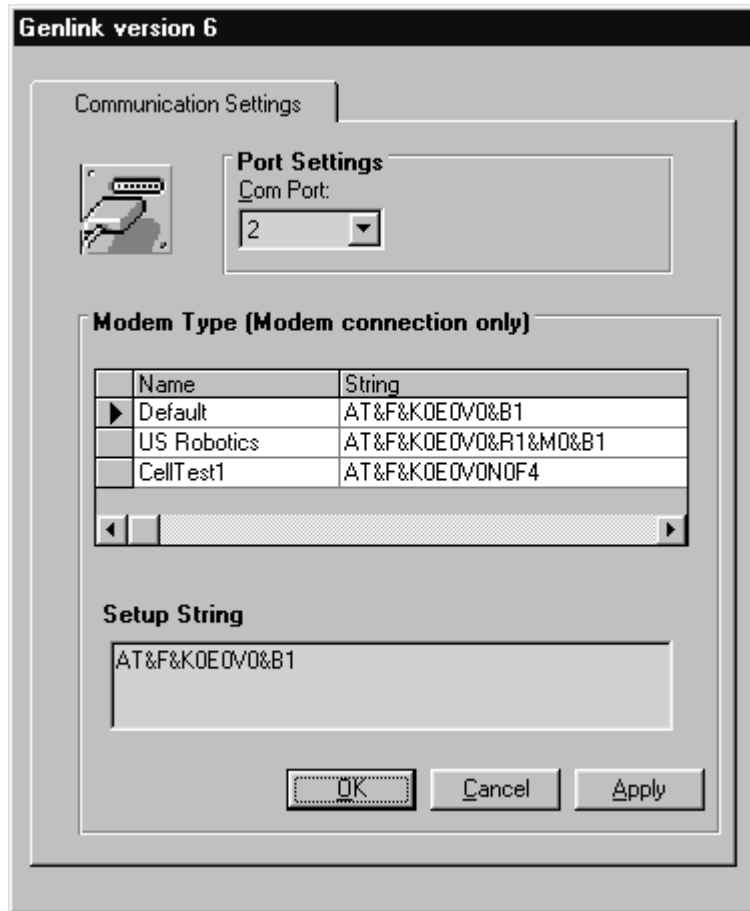 Genlink version 6
Communication Settings
Port Settings
Com Port:
2
Modem Type (Modem connection only)
Name String
Default AT&F&K0E0V0&B1
US Robotics AT&F&K0E0V0&R1&M0&B1
CellTest1 AT&F&K0E0V0N0F4
Setup String
AT&F&K0E0V0&B1
OK Cancel Apply